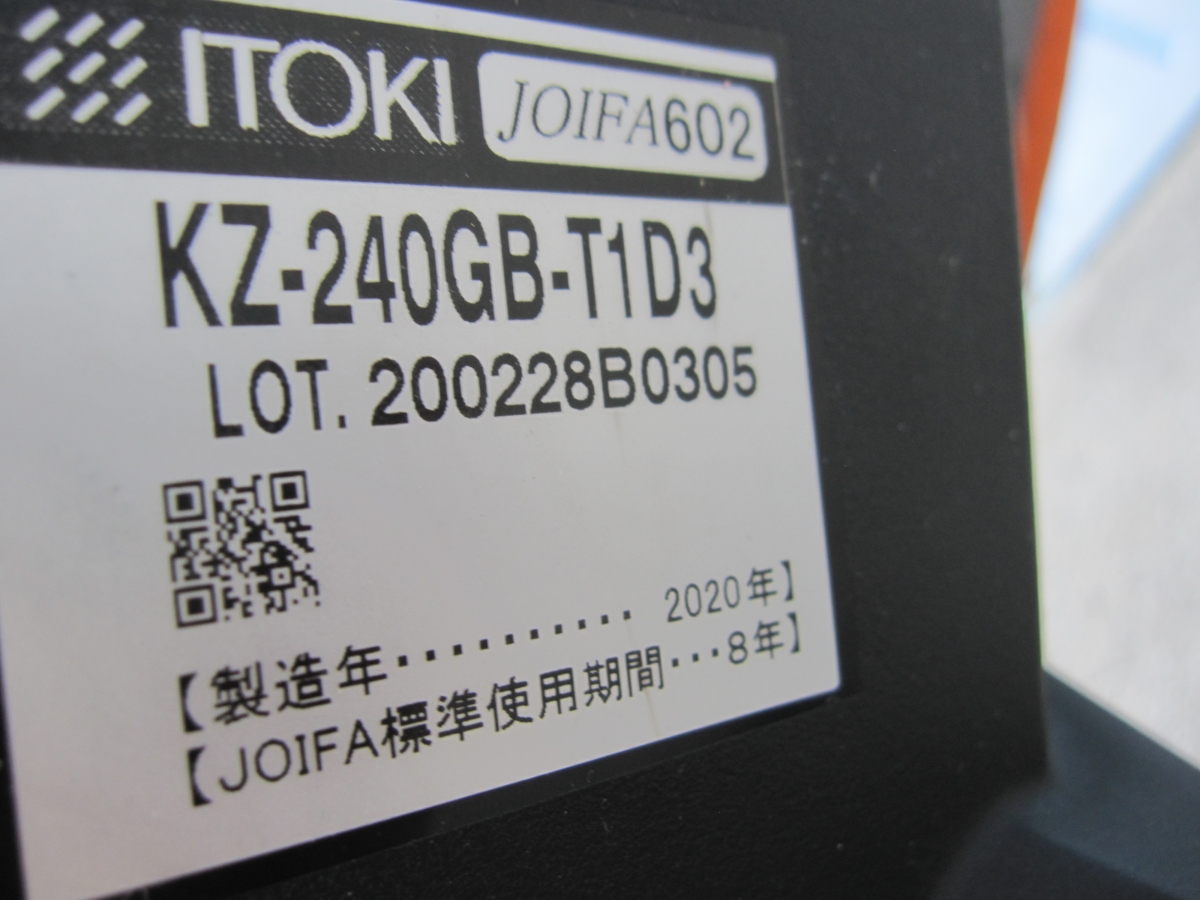 ITOKI JOIFA602
KZ-240GB-T1D3
LOT. 200228B0305
【製造年・・・・・・・・・・ 2020年】
【JOIFA標準使用期間・・・8年】